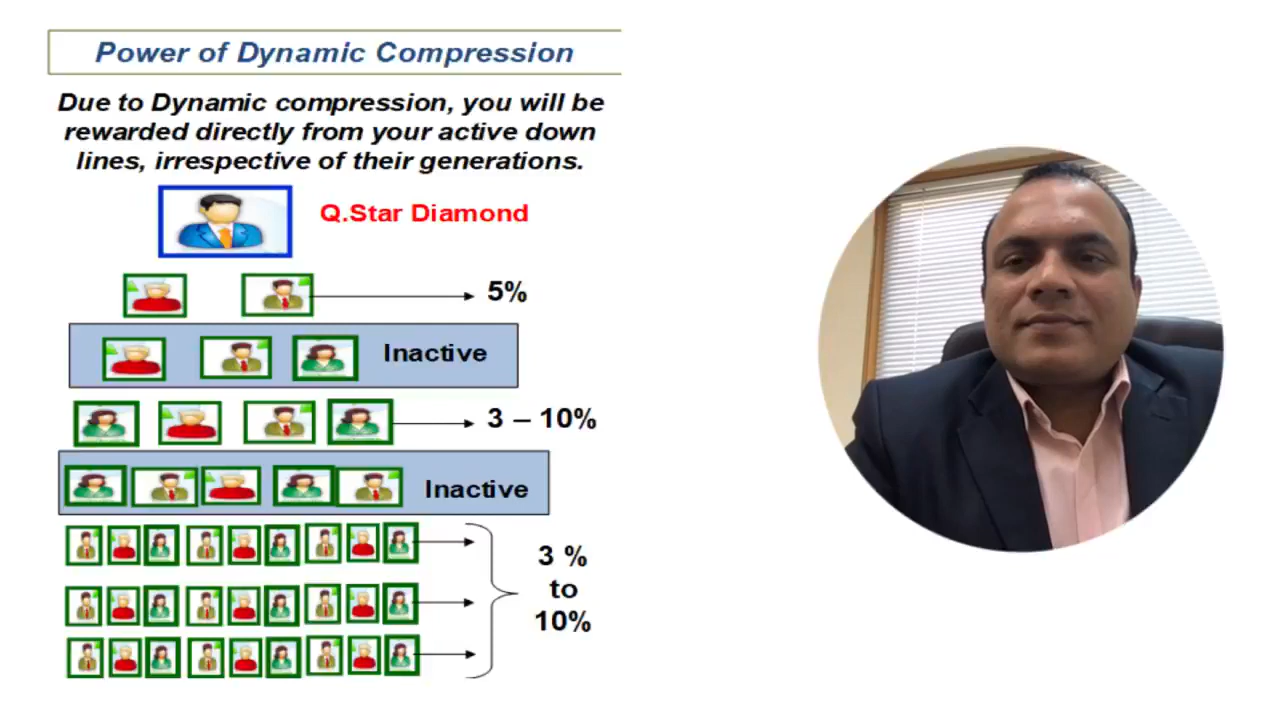 Power of Dynamic Compression
Due to Dynamic compression, you will be
rewarded directly from your active down
lines, irrespective of their generations.
Q.Star Diamond
5%
Inactive
3 – 10%
Inactive
3 %
to
10%